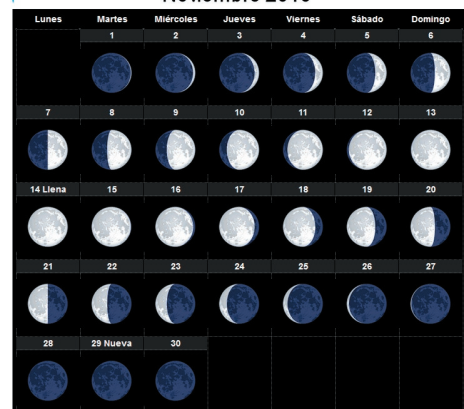 Lunes Martes Miércoles Jueves Viernes Sábado Domingo
1 2 3 4 5 6
7 8 9 10 11 12 13
14 Llena 15 16 17 18 19 20
21 22 23 24 25 26 27
28 29 Nueva 30